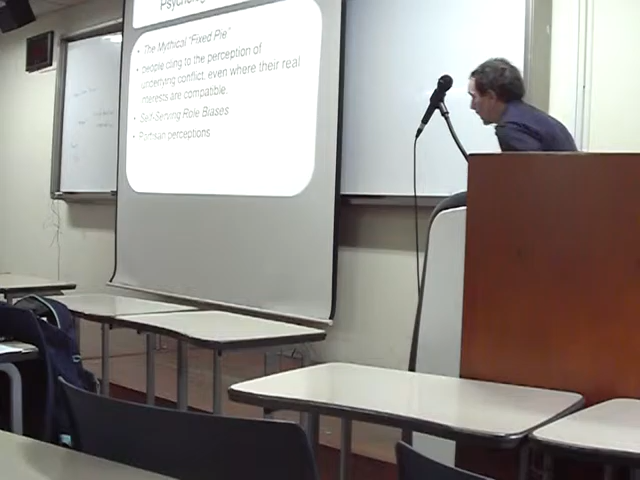 • The Mythical "Fixed Pie"
• people cling to the perception of
underlying conflict, even where their real
interests are compatible.
• Self-Serving Role Biases
• Partisan perceptions